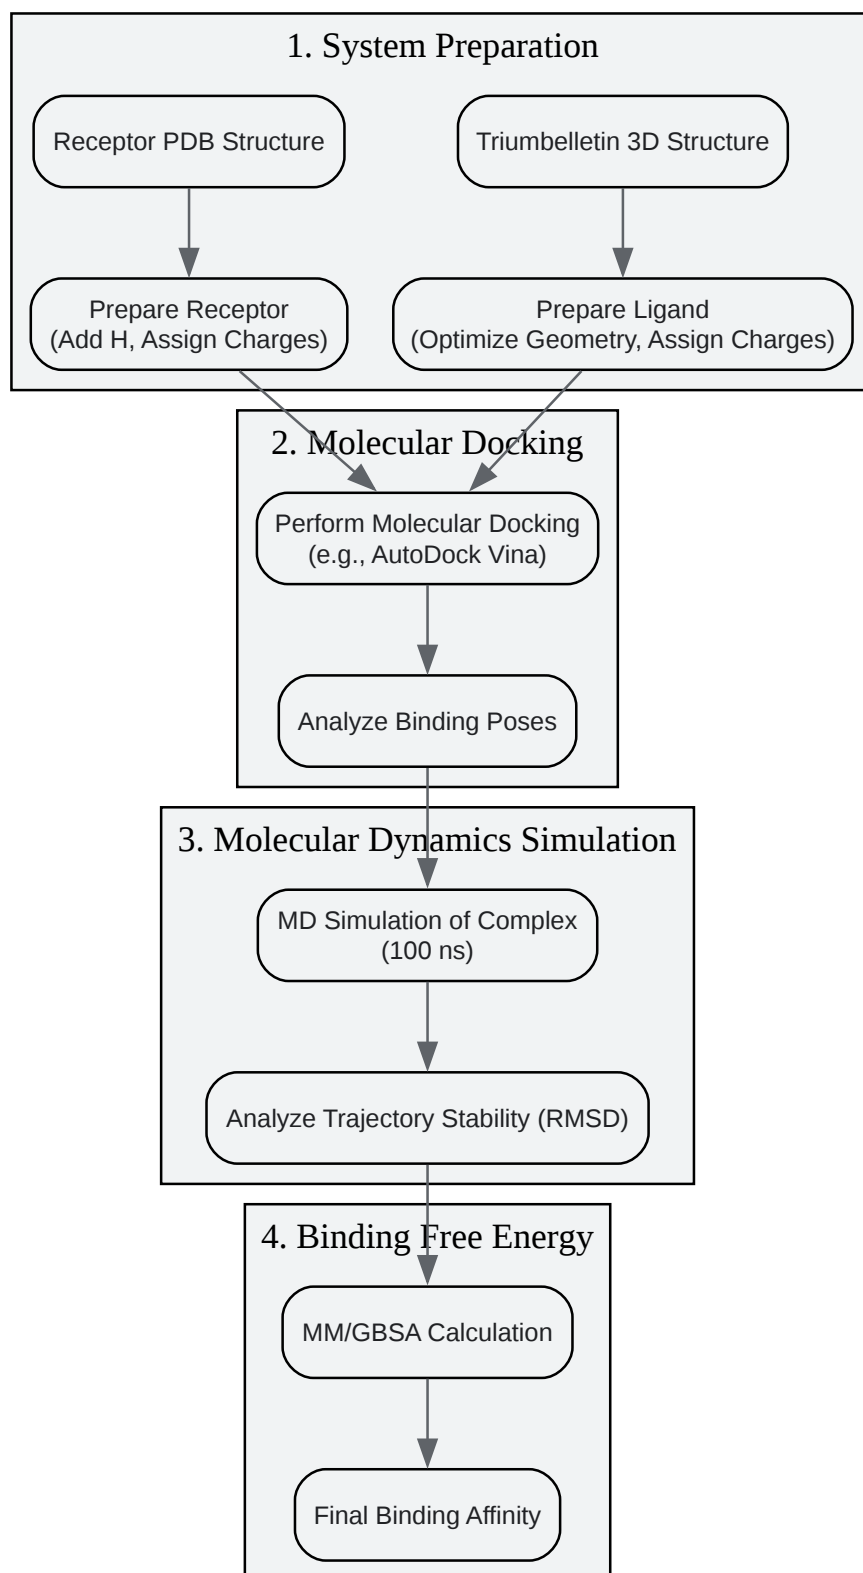 1. System Preparation
Receptor PDB Structure
Triumbelletin 3D Structure
Prepare Receptor
(Add H, Assign Charges)
Prepare Ligand
(Optimize Geometry, Assign Charges)
2. Molecular Docking
Perform Molecular Docking
(e.g., AutoDock Vina)
Analyze Binding Poses
3. Molecular Dynamics Simulation
MD Simulation of Complex
(100 ns)
Analyze Trajectory Stability (RMSD)
4. Binding Free Energy
MM/GBSA Calculation
Final Binding Affinity